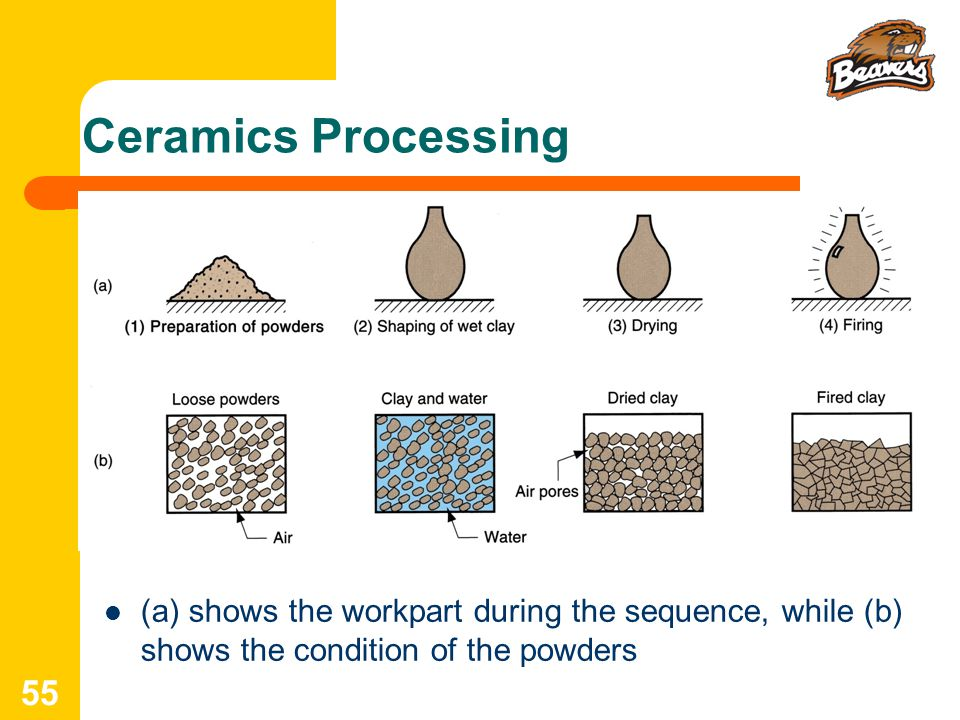 Beavers
Ceramics Processing
(a)
(1) Preparation of powders
(2) Shaping of wet clay
(3) Drying
(4) Firing
Loose powders
Clay and water
Dried clay
Fired clay
(b)
Air pores
Air
Water
(a) shows the workpart during the sequence, while (b)
shows the condition of the powders
55